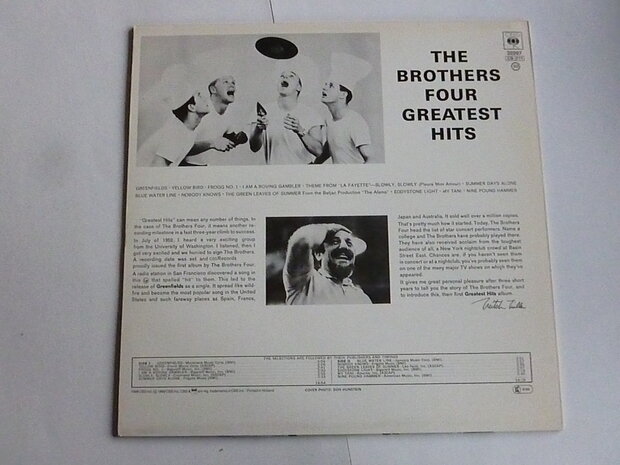 THE
BROTHERS
FOUR
GREATEST
HITS
CBS
GREENFIELDS · YELLOW BIRD · FROGG NO. 1 · I AM A ROVING GAMBLER · THEME FROM "LA FAYETTE"—SLOWLY, SLOWLY (Pleure Mon Amour) · SUMMER DAYS ALONE
BLUE WATER LINE · NOBODY KNOWS · THE GREEN LEAVES OF SUMMER From the Batjac Production "The Alamo" · EDDYSTONE LIGHT · MY TANI · NINE POUND HAMMER
"Greatest Hits" can mean any number of things. In
the case of The Brothers Four, it means another re-
cording milestone in a fast three-year climb to success.
In July of 1959, I heard a very exciting group
from the University of Washington. I listened, then I
got very excited and we hurried to sign The Brothers.
A recording date was set and
proudly issued the first album by The Brothers Four.
A radio station in San Francisco discovered a song in
this that spelled "hit" to them. This led to the
release of Greenfields as a single. It spread like wild-
fire and become the most popular song in the United
States and such faraway places as Spain, France,
Japan and Australia. It sold well over a million copies.
That's pretty much how it started. Today, The Brothers
Four head the list of star concert performers. Name a
college and The Brothers have probably played there.
They have also received acclaim from the toughest
audience of all, a New York nightclub crowd at Basin
Street East. Chances are, if you haven't seen them
in concert or at a nightclub, you've probably even them
on one of the many major TV shows on which they've
appeared.
It gives me great personal pleasure after three short
years to tell you the story of The Brothers Four, and
to introduce this, their first Greatest Hits album.
THE SELECTIONS ARE FOLLOWED BY THEIR PUBLISHERS AND TIMINGS
SIDE I
SIDE II
COVER PHOTO: DON HUNSTEIN